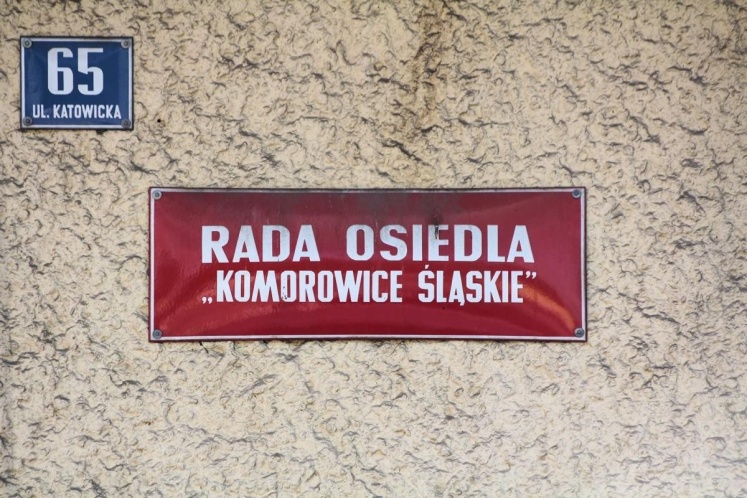 65
UL. KATOWICKA
RADA OSIEDLA
„KOMOROWICE ŚLĄSKIE”